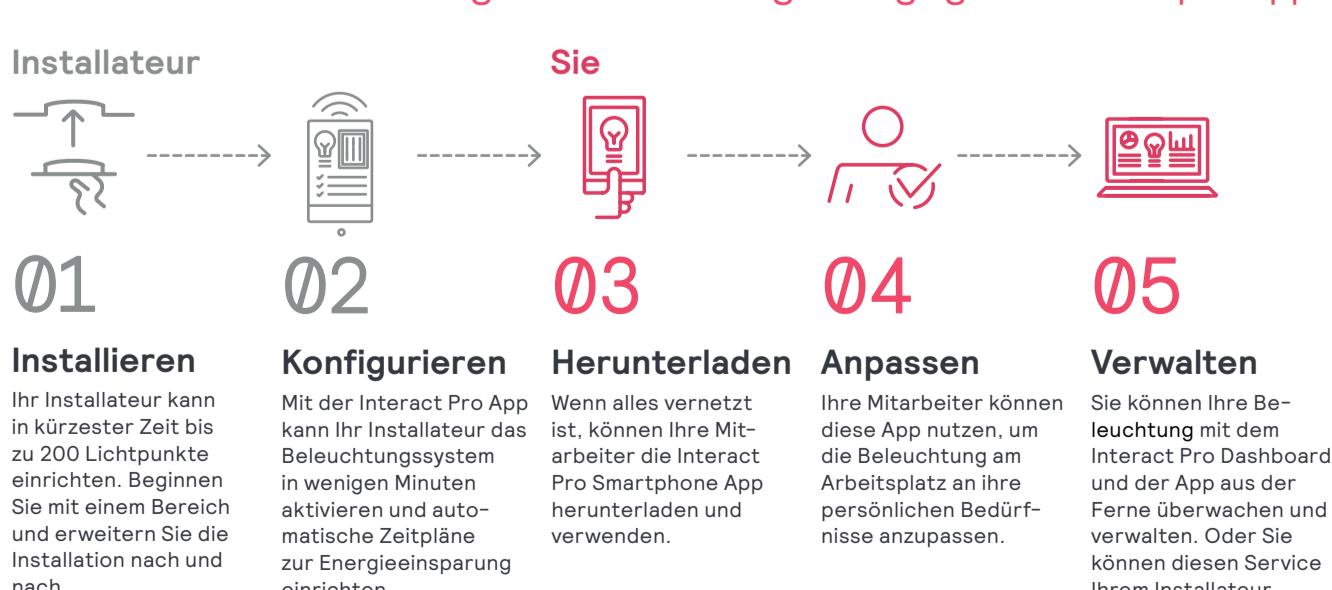 Installateur
Sie
01
02
03
04
05
Installieren
Ihr Installateur kann
in kürzester Zeit bis
zu 200 Lichtpunkte
einrichten. Beginnen
Sie mit einem Bereich
und erweitern Sie die
Installation nach und
nach
Konfigurieren
Mit der Interact Pro App
kann Ihr Installateur das
Beleuchtungssystem
in wenigen Minuten
aktivieren und auto-
matische Zeitpläne
zur Energieeinsparung
einrichten
Herunterladen
Wenn alles vernetzt
ist, können Ihre Mit-
arbeiter die Interact
Pro Smartphone App
herunterladen und
verwenden.
Anpassen
Ihre Mitarbeiter können
diese App nutzen, um
die Beleuchtung am
Arbeitsplatz an ihre
persönlichen Bedürf-
nisse anzupassen.
Verwalten
Sie können Ihre Be-
leuchtung mit dem
Interact Pro Dashboard
und der App aus der
Ferne überwachen und
verwalten. Oder Sie
können diesen Service
Ihrem Installateur